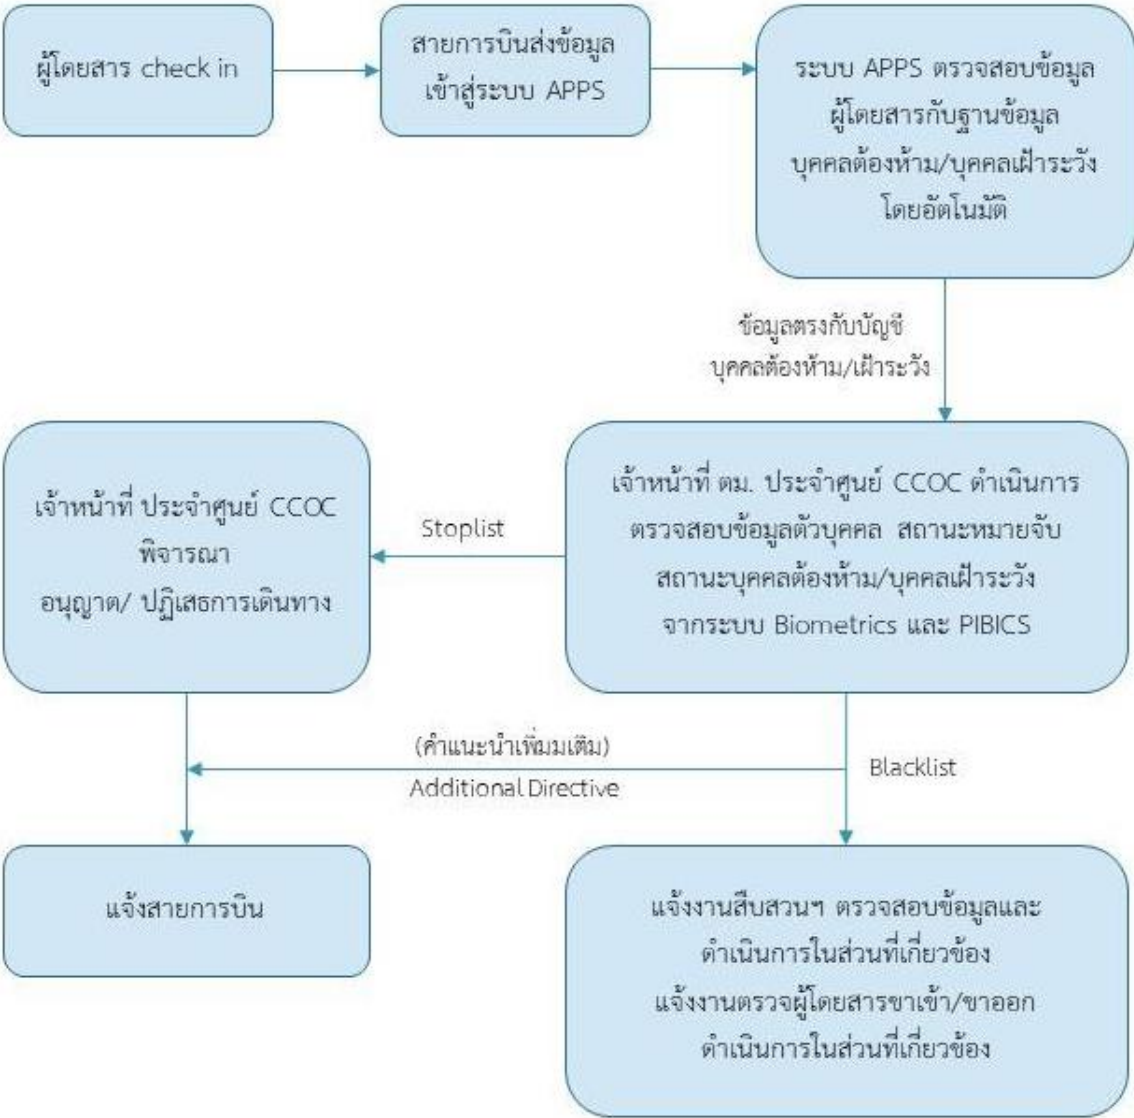 ผู้โดยสาร check in
สายการบินส่งข้อมูล
เข้าสู่ระบบ APPS
ระบบ APPS ตรวจสอบข้อมูล
ผู้โดยสารกับฐานข้อมูล
บุคคลต้องห้าม/บุคคลเฝ้าระวัง
โดยอัตโนมัติ
ข้อมูลตรงกับบัญชี
บุคคลต้องห้าม/เฝ้าระวัง
เจ้าหน้าที่ ตม. ประจำศูนย์ CCOC ดำเนินการ
ตรวจสอบข้อมูลตัวบุคคล สถานะหมายจับ
สถานะบุคคลต้องห้าม/บุคคลเฝ้าระวัง
จากระบบ Biometrics และ PIBICS
Stoplist
เจ้าหน้าที่ ประจำศูนย์ CCOC
พิจารณา
อนุญาต/ ปฏิเสธการเดินทาง
(คำแนะนำเพิ่มมเติม)
Additional Directive
Blacklist
แจ้งสายการบิน
แจ้งงานสืบสวนฯ ตรวจสอบข้อมูลและ
ดำเนินการในส่วนที่เกี่ยวข้อง
แจ้งงานตรวจผู้โดยสารขาเข้า/ขาออก
ดำเนินการในส่วนที่เกี่ยวข้อง